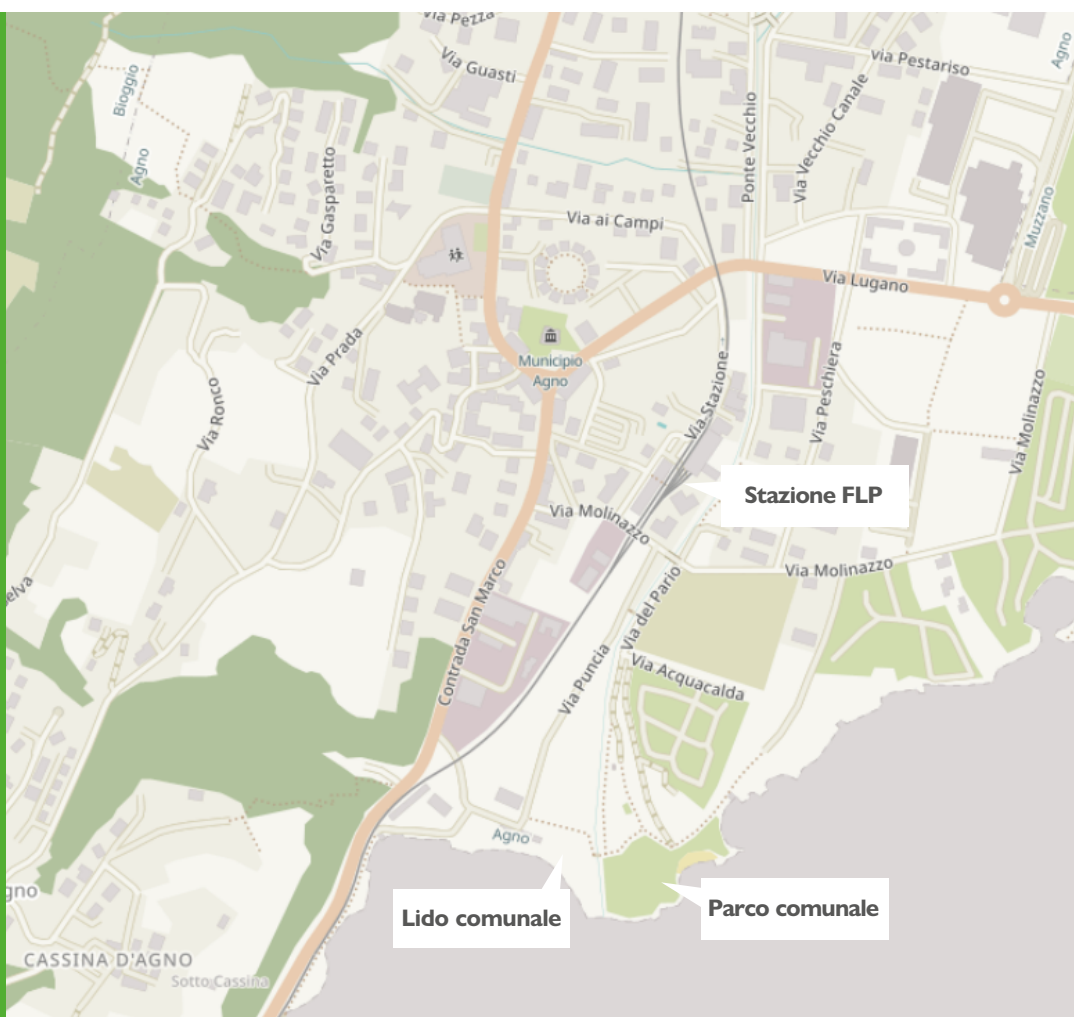 Via Pezza
Via Guasti
via Pestariso
Agno
Bioggio
Agno
Ponte Vecchio
Via Vecchio Canale
Via Gasparetto
Via ai Campi
Muzzano
Via Lugano
Via Prada
Municipio
Agno
Via Stazione
Via Peschiera
Via Ronco
Via Molinazzo
Stazione FLP
Via Molinazzo
Via Molinazzo
elva
Contrada San Marco
Via del Pario
Via Puncia
Via Acquacalda
Agno
gno
Lido comunale
Parco comunale
CASSINA D'AGNO
Sotto Cassina